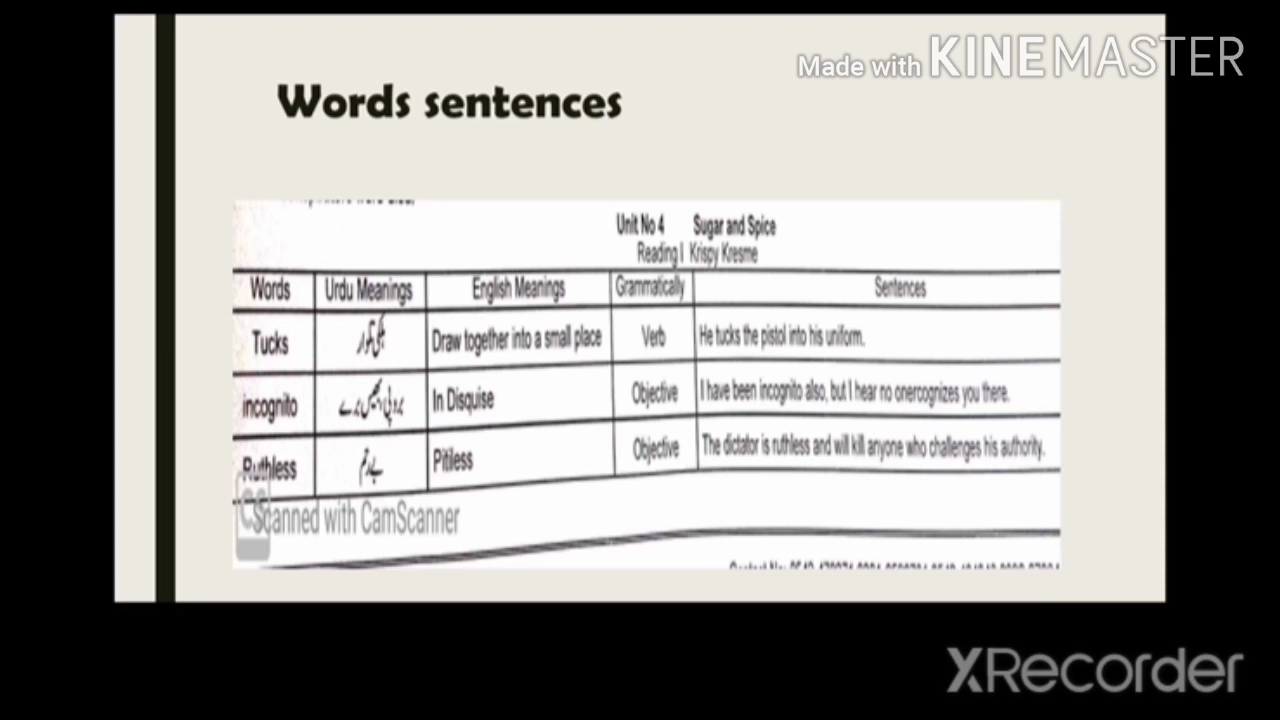 Made with KINEMASTER
Words sentences
Unit No 4 Sugar and Spice
Reading I Krispy Kresme
Words Urdu Meanings English Meanings Grammatically Sentences
Tucks Draw together into a small place Verb He tucks the pistol into his uniform.
incognito In Disquise Objective I have been incognito also, but I hear no onercognizes you there.
Ruthless بے رحم Pitiless Objective The dictator is ruthless and will kill anyone who challenges his authority.
CS
Scanned with CamScanner
XRecorder